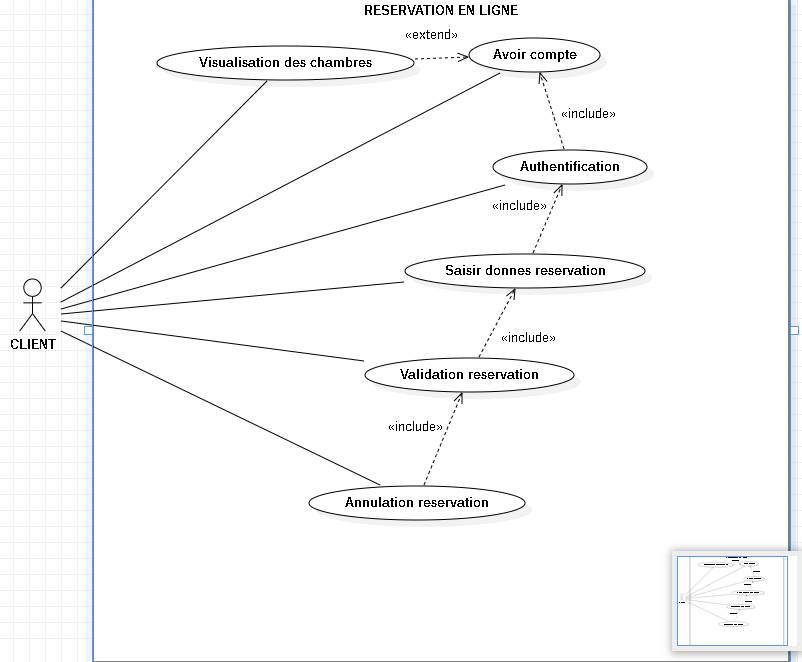 RESERVATION EN LIGNE
«extend»
Visualisation des chambres
Avoir compte
«include»
Authentification
«include»
Saisir donnes reservation
CLIENT
«include»
Validation reservation
«include»
Annulation reservation